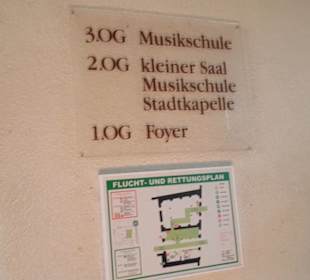 3.OG Musikschule
2.OG kleiner Saal
Musikschule
Stadtkapelle
1.OG Foyer
FLUCHT- UND RETTUNGSPLAN